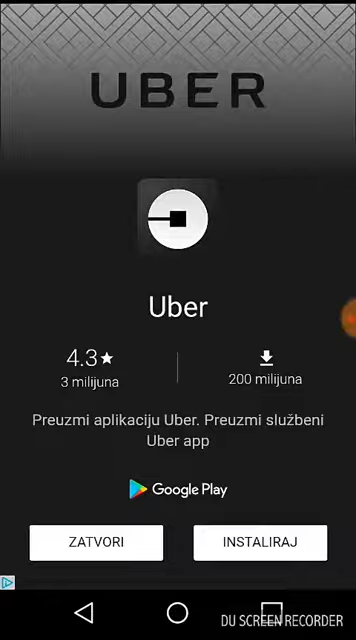 UBER
Uber
4.3★
3 milijuna
200 milijuna
Preuzmi aplikaciju Uber. Preuzmi službeni
Uber app
Google Play
ZATVORI
INSTALIRAJ
DU SCREEN RECORDER